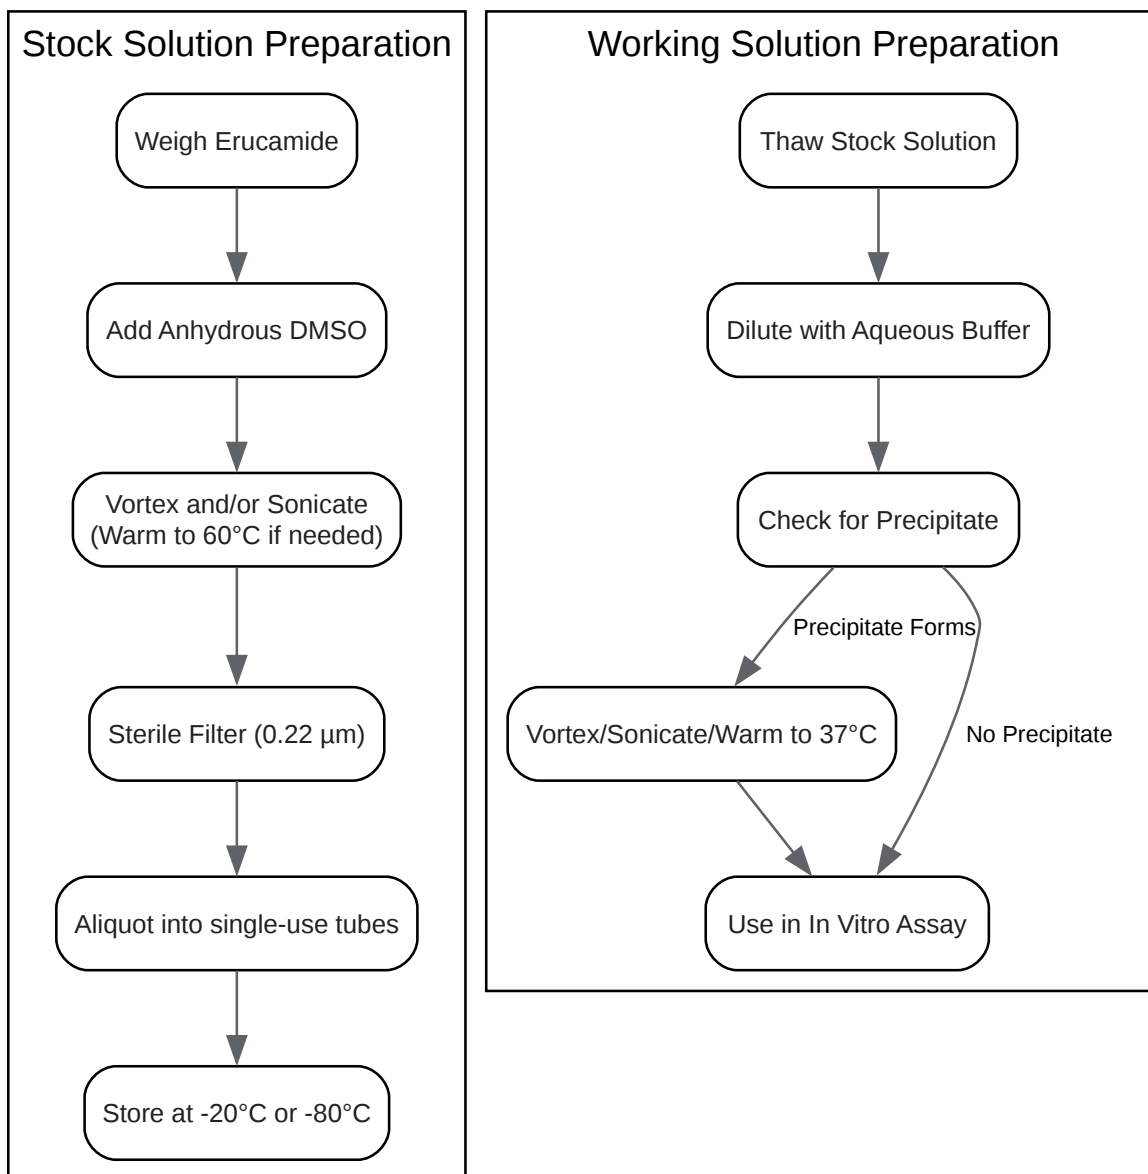 Stock Solution Preparation
Weigh Erucamide
Add Anhydrous DMSO
Vortex and/or Sonicate
(Warm to 60°C if needed)
Sterile Filter (0.22 µm)
Aliquot into single-use tubes
Store at -20°C or -80°C
Working Solution Preparation
Thaw Stock Solution
Dilute with Aqueous Buffer
Check for Precipitate
Precipitate Forms
Vortex/Sonicate/Warm to 37°C
No Precipitate
Use in In Vitro Assay